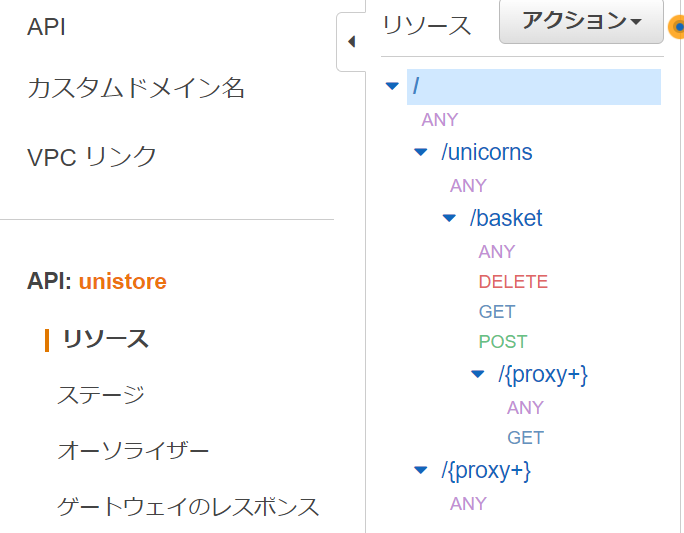 API
カスタムドメイン名
VPC リンク
API: unistore
リソース
ステージ
オーソライザー
ゲートウェイのレスポンス
リソース
アクション
/
ANY
/unicorns
ANY
/basket
ANY
DELETE
GET
POST
/{proxy+}
ANY
GET
/{proxy+}
ANY